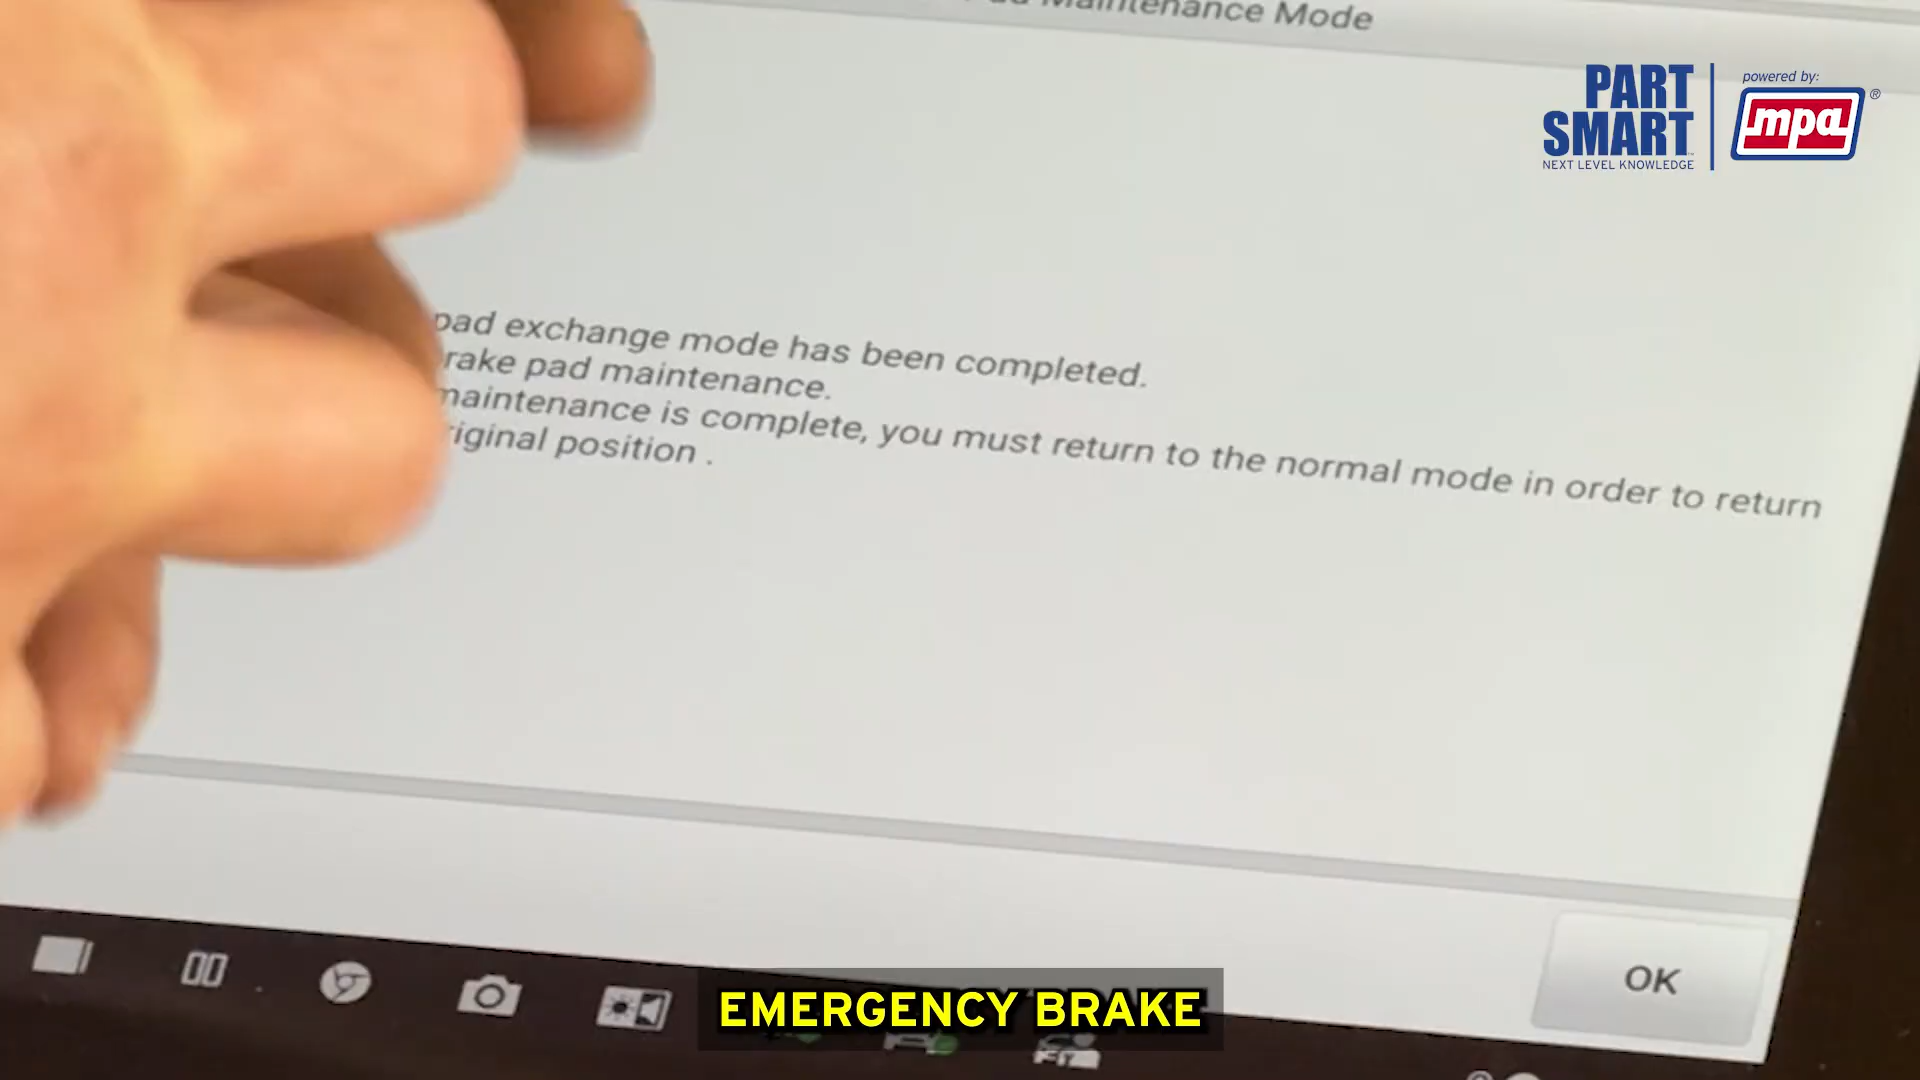 Maintenance Mode
PART
SMART
NEXT LEVEL KNOWLEDGE
powered by:
mpa
®
pad exchange mode has been completed.
rake pad maintenance.
maintenance is complete, you must return to the normal mode in order to return
riginal position .
OK
EMERGENCY BRAKE